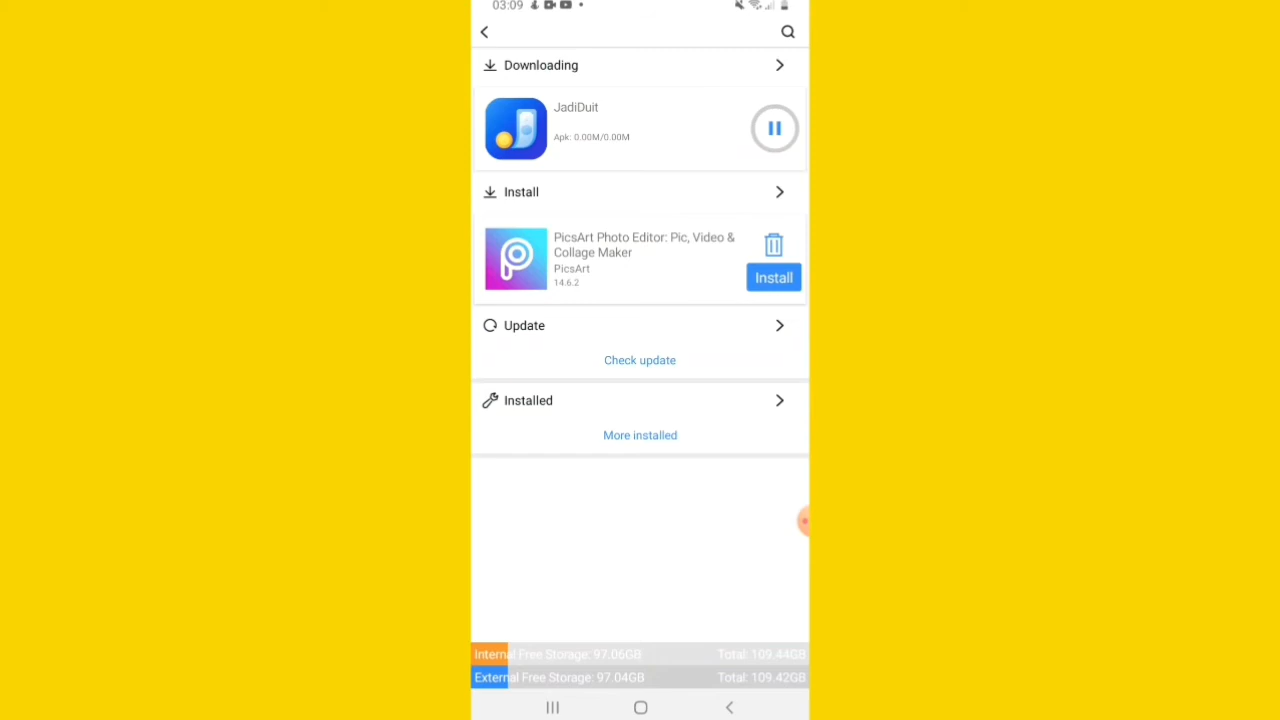 03:09
Downloading
JadiDuit
Apk: 0.00M/0.00M
Install
PicsArt Photo Editor: Pic, Video &
Collage Maker
PicsArt
14.6.2
Install
Update
Check update
Installed
More installed
Internal Free Storage: 97.06GB Total: 109.44GB
External Free Storage: 97.04GB Total: 109.42GB